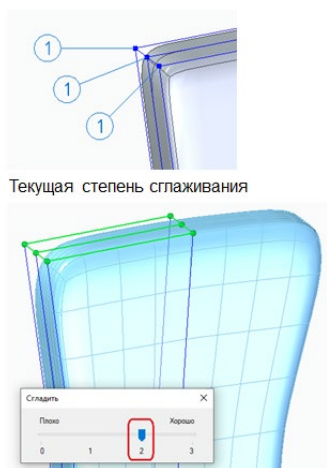 1
1
1
Текущая степень сглаживания
Сгладить
Плохо Хорошо
0 1 2 3